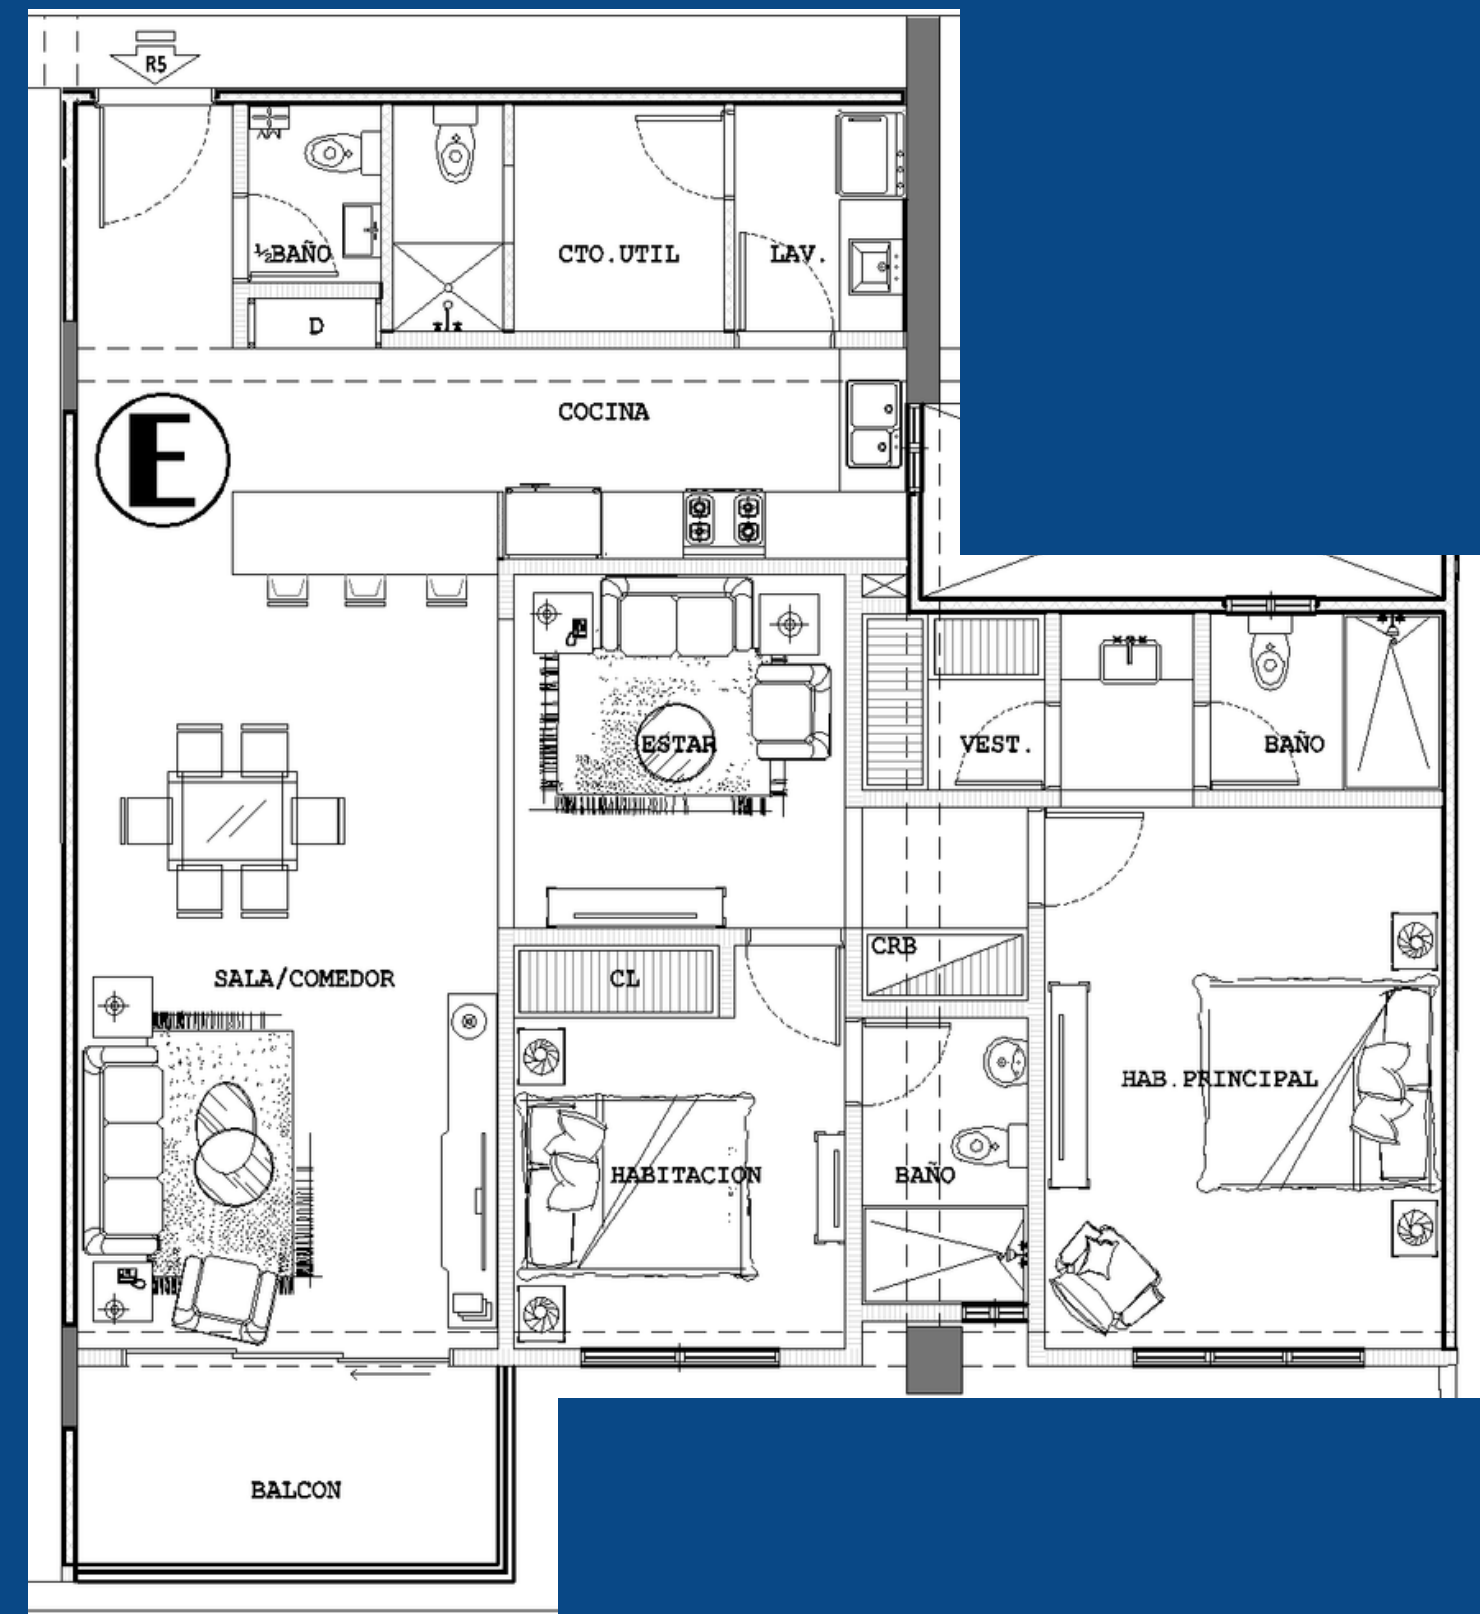 R5
½BAÑO
CTO.UTIL
LAV.
D
COCINA
E
ESTAR
VEST.
BAÑO
CRB
SALA/COMEDOR
CL
HAB.PRINCIPAL
HABITACION
BAÑO
BALCON